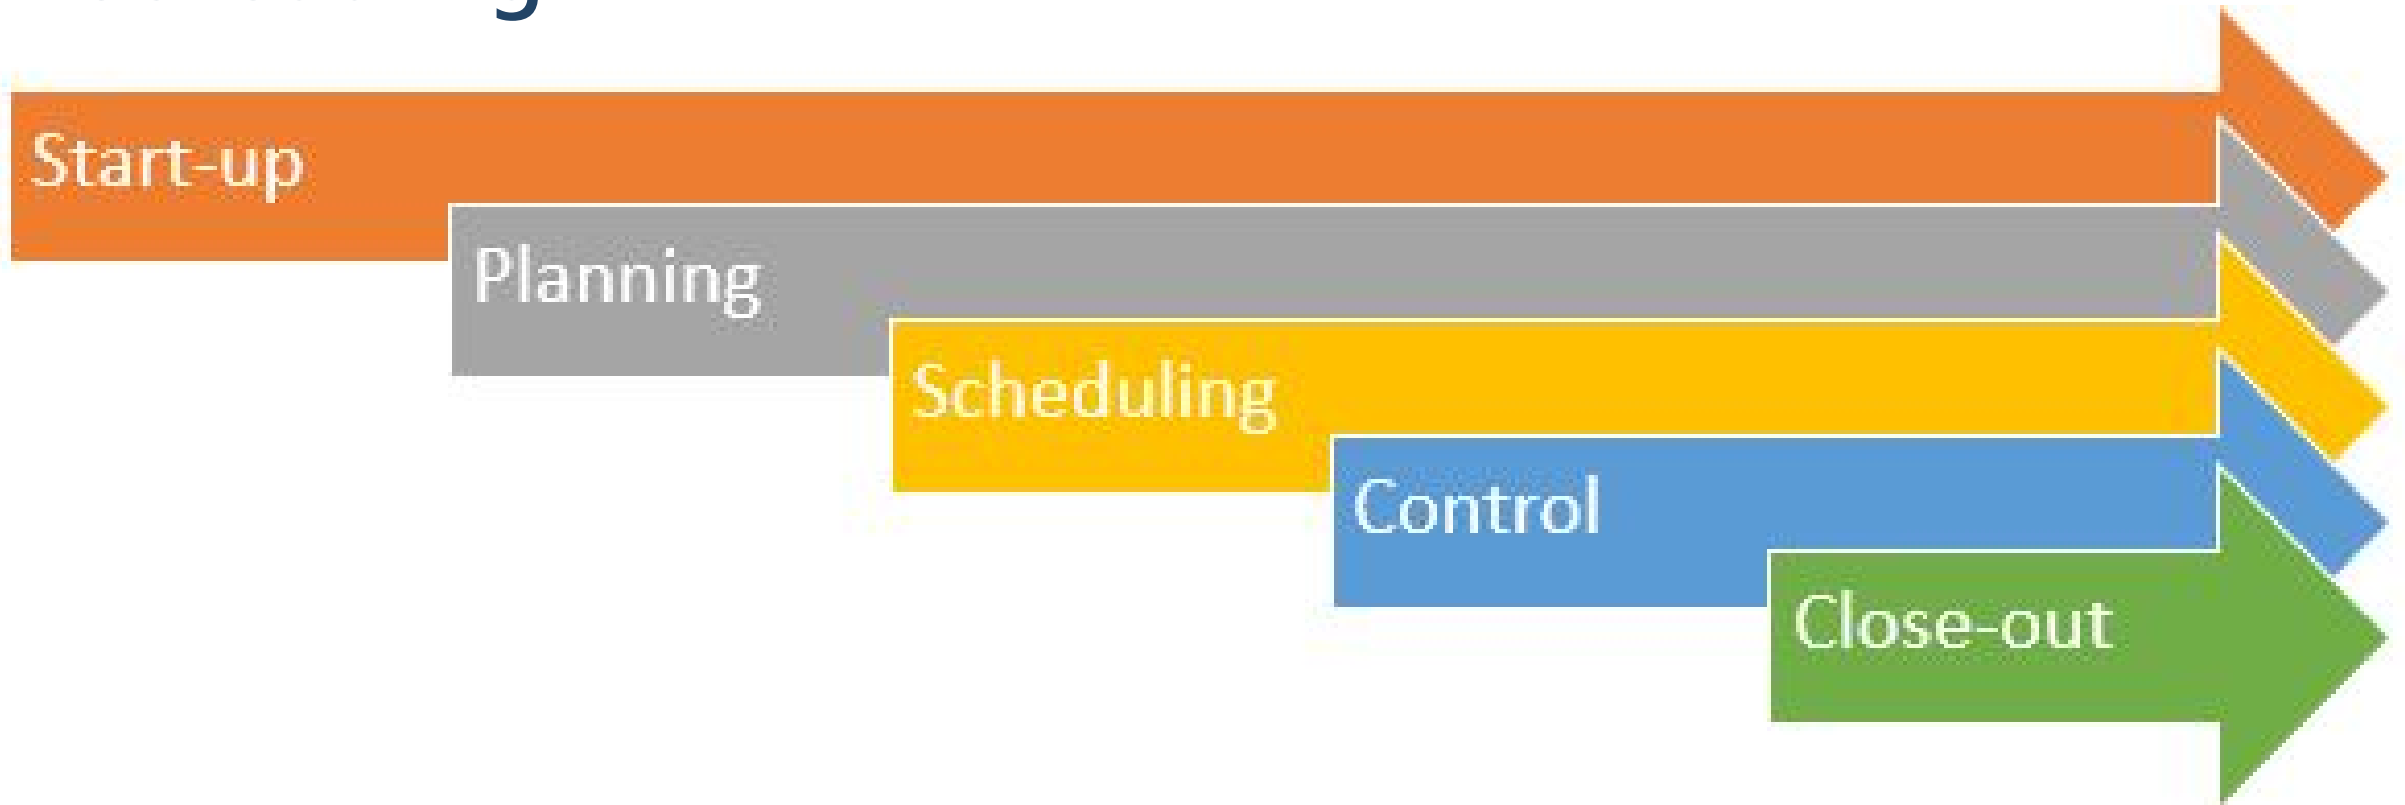 Start-up
Planning
Scheduling
Control
Close-out